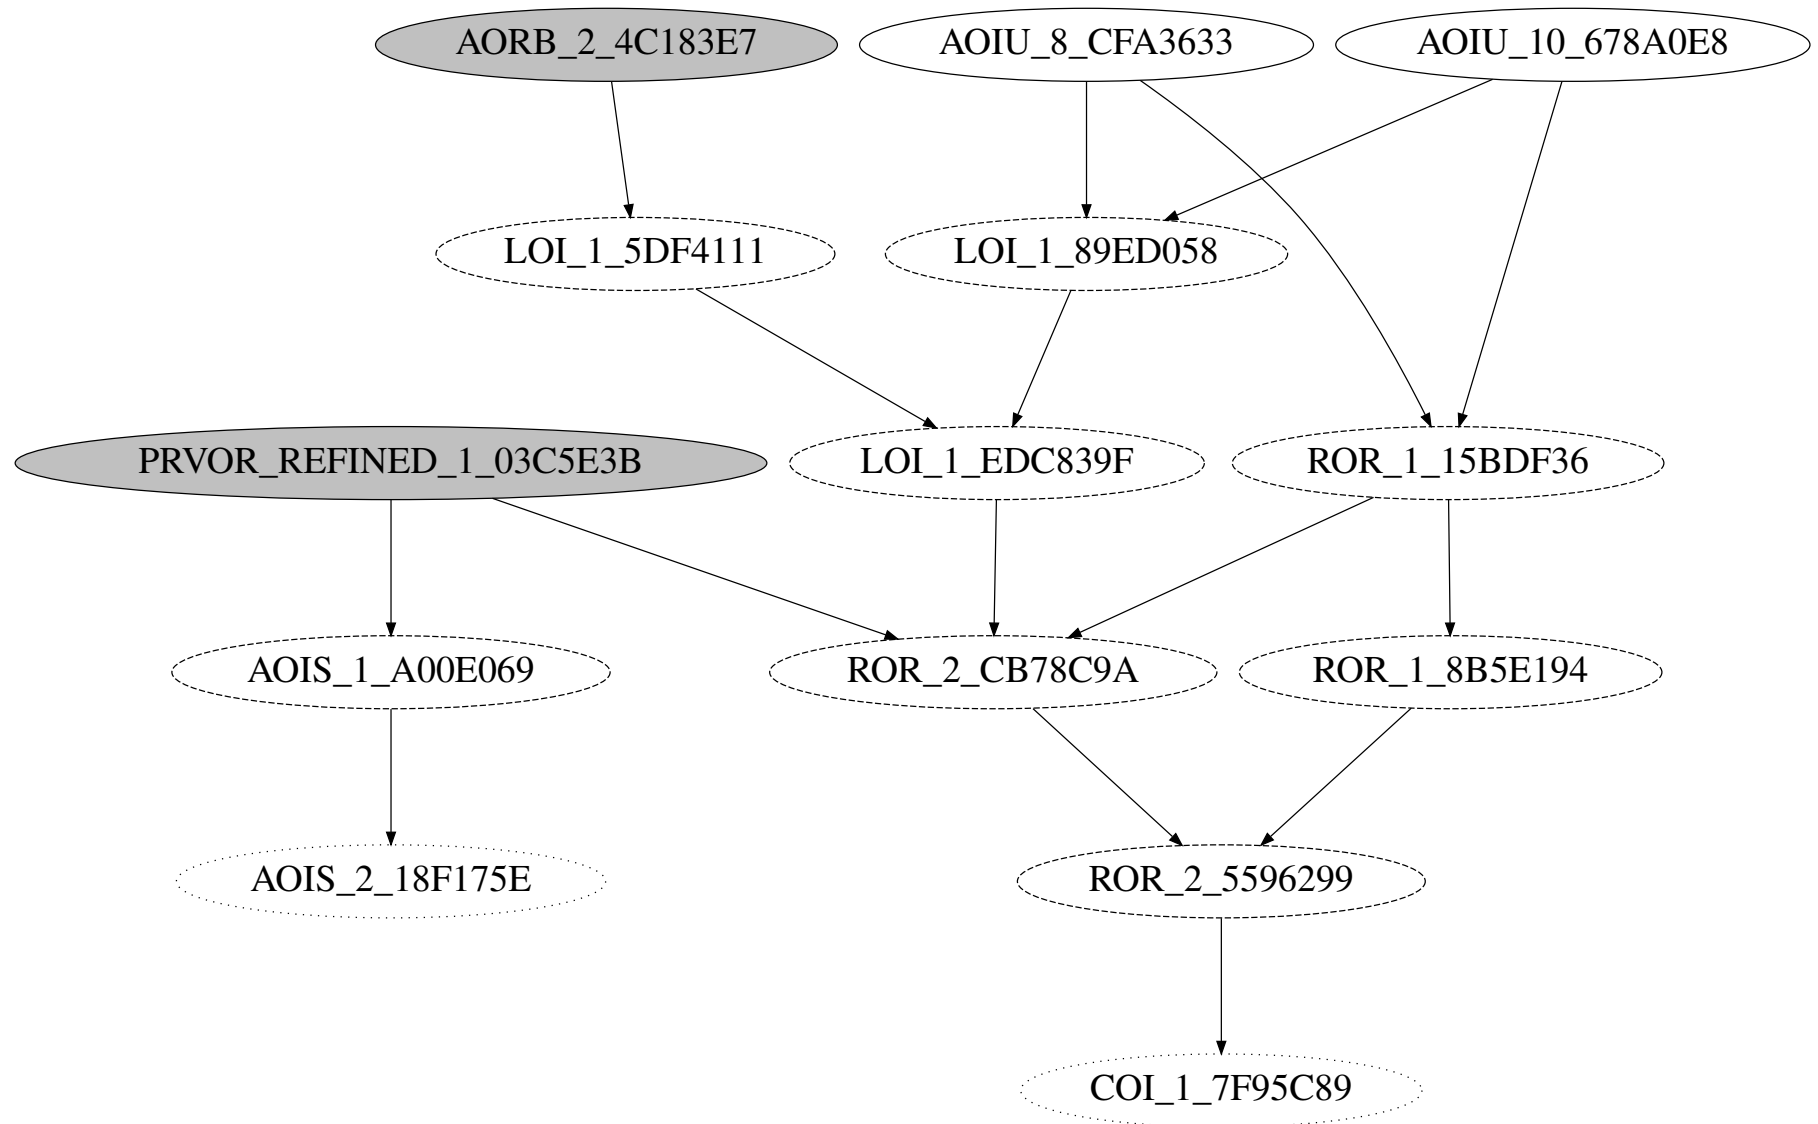 AORB_2_4C183E7
AOIU_8_CFA3633
AOIU_10_678A0E8
LOI_1_5DF4111
LOI_1_89ED058
PRVOR_REFINED_1_03C5E3B
LOI_1_EDC839F
ROR_1_15BDF36
AOIS_1_A00E069
ROR_2_CB78C9A
ROR_1_8B5E194
AOIS_2_18F175E
ROR_2_5596299
COI_1_7F95C89